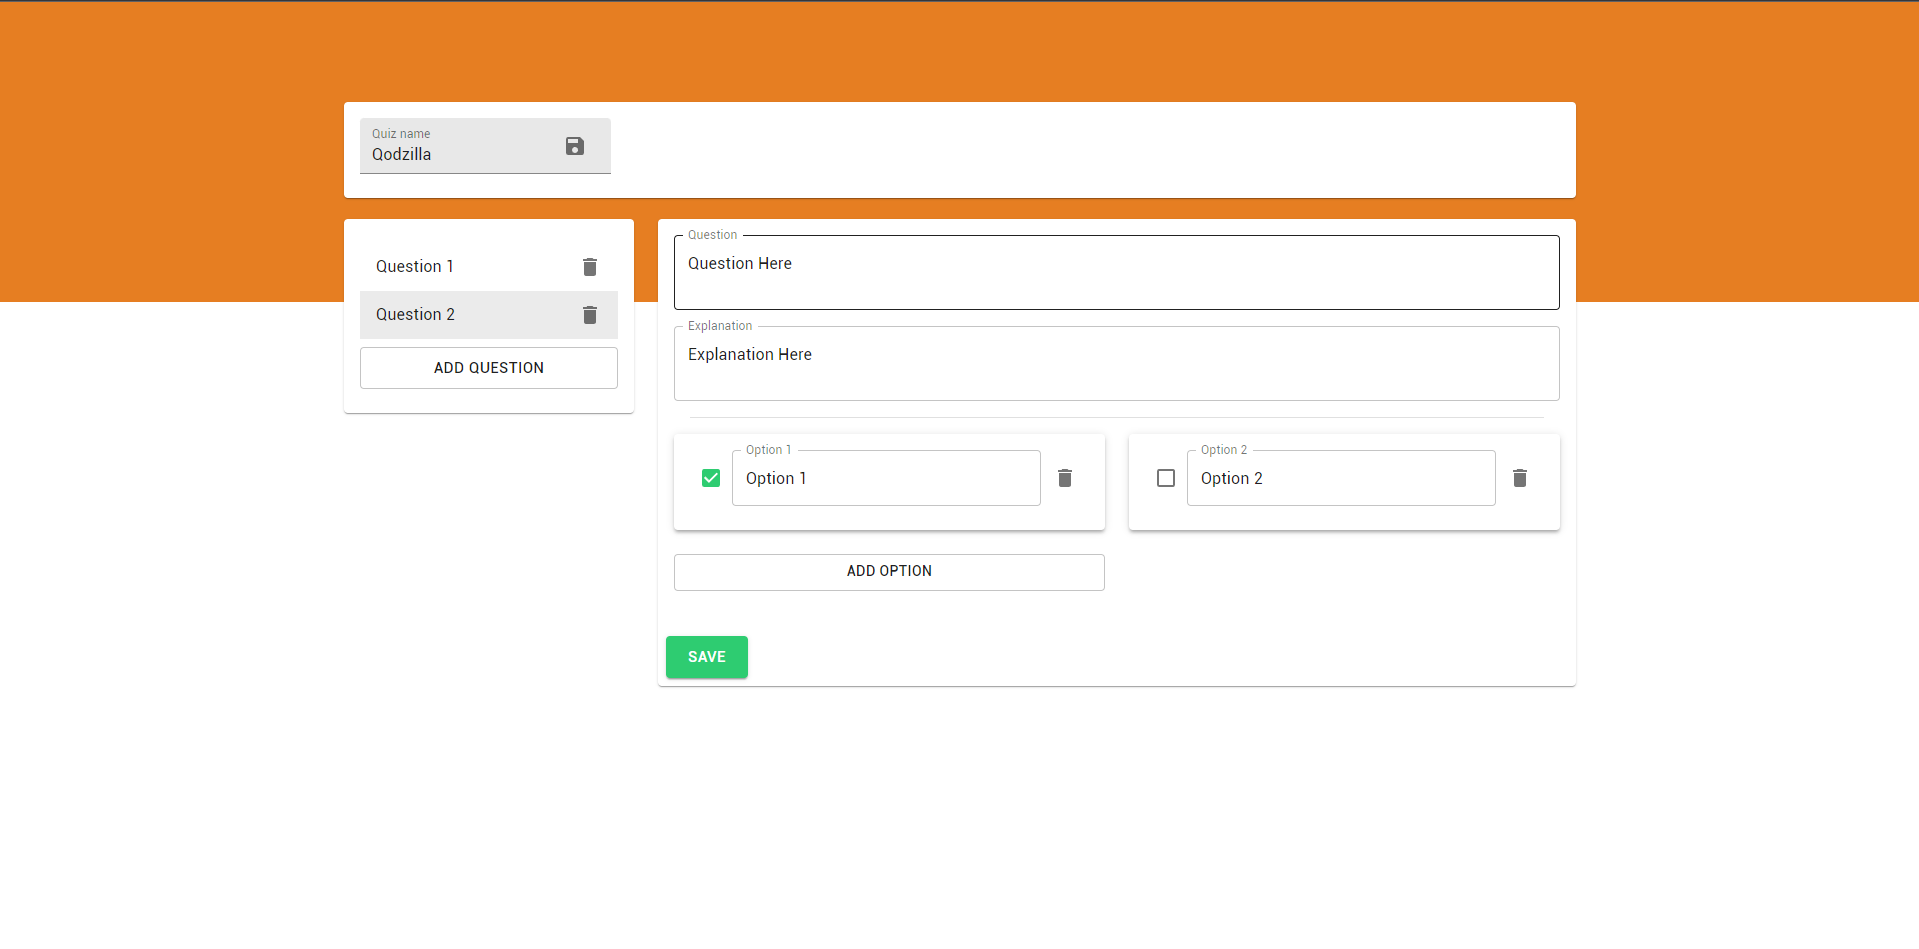 Quiz name
Qodzilla
Question 1
Question 2
ADD QUESTION
Question
Question Here
Explanation
Explanation Here
Option 1
Option 1
Option 2
Option 2
ADD OPTION
SAVE